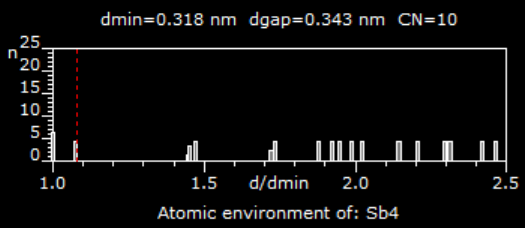 dmin=0.318 nm dgap=0.343 nm CN=10
n
25
20
15
10
5
0
1.0 1.5 d/dmin 2.0 2.5
Atomic environment of: Sb4